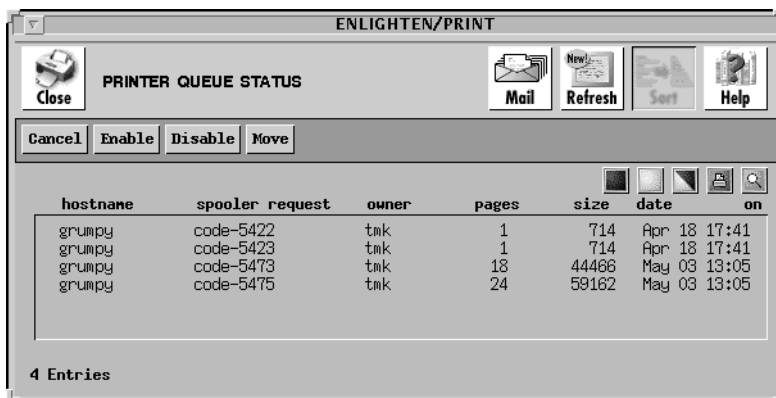 ENLIGHTEN/PRINT
Close PRINTER QUEUE STATUS Mail New! Refresh Sort Help
Cancel Enable Disable Move
hostname spooler request owner pages size date on
grumpy code-5422 tmk 1 714 Apr 18 17:41
grumpy code-5423 tmk 1 714 Apr 18 17:41
grumpy code-5473 tmk 18 44466 May 03 13:05
grumpy code-5475 tmk 24 59162 May 03 13:05
4 Entries